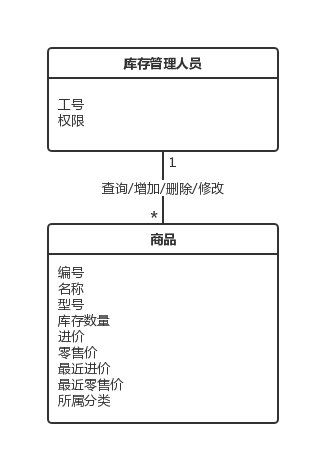 库存管理人员
工号
权限
1
查询/增加/删除/修改
*
商品
编号
名称
型号
库存数量
进价
零售价
最近进价
最近零售价
所属分类